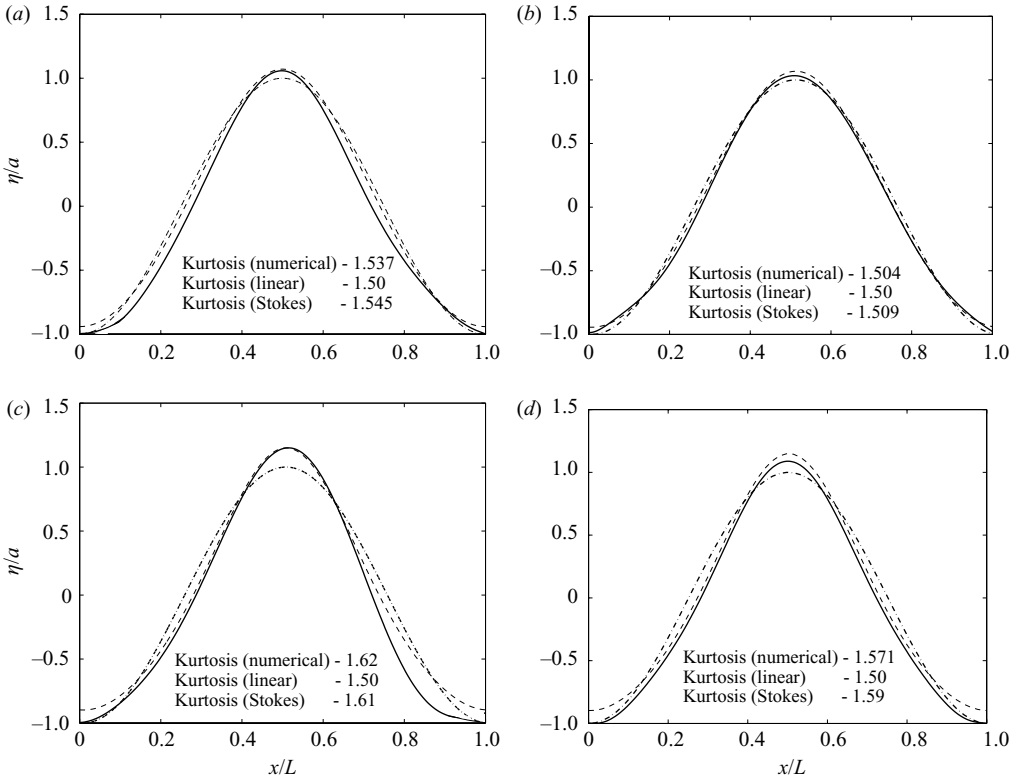 (a)
1.5
1.0
0.5
0
–0.5
–1.0
η/a
Kurtosis (numerical) - 1.537
Kurtosis (linear) - 1.50
Kurtosis (Stokes) - 1.545
0 0.2 0.4 0.6 0.8 1.0
(b)
1.5
1.0
0.5
0
–0.5
–1.0
Kurtosis (numerical) - 1.504
Kurtosis (linear) - 1.50
Kurtosis (Stokes) - 1.509
0 0.2 0.4 0.6 0.8 1.0
(c)
1.5
1.0
0.5
0
–0.5
–1.0
η/a
Kurtosis (numerical) - 1.62
Kurtosis (linear) - 1.50
Kurtosis (Stokes) - 1.61
0 0.2 0.4 0.6 0.8 1.0
x/L
(d)
1.5
1.0
0.5
0
–0.5
–1.0
Kurtosis (numerical) - 1.571
Kurtosis (linear) - 1.50
Kurtosis (Stokes) - 1.59
0 0.2 0.4 0.6 0.8 1.0
x/L